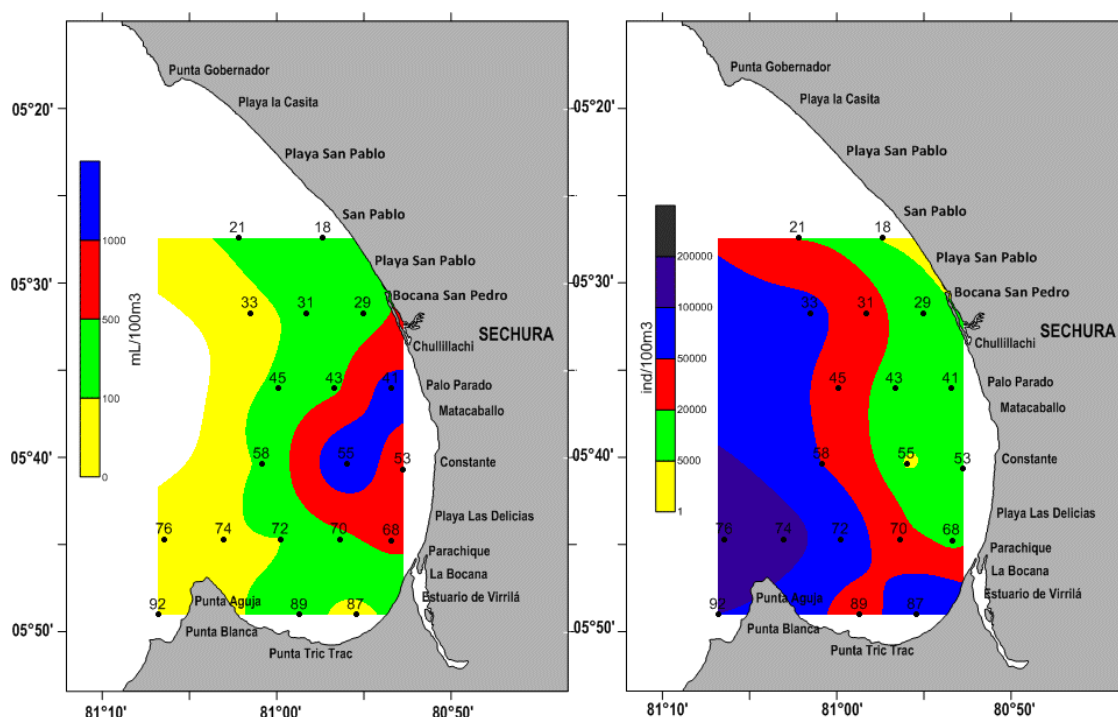 Punta Gobernador
05°20'
Playa la Casita
Playa San Pablo
San Pablo
21
18
Playa San Pablo
05°30'
33
31
29
Bocana San Pedro
SECHURA
Chullillachi
45
43
41
Palo Parado
Matacaballo
05°40'
58
55
53
Constante
Playa Las Delicias
76
74
72
70
68
Parachique
La Bocana
Estuario de Virrilá
92
Punta Aguja
89
87
05°50'
Punta Blanca
Punta Tric Trac
81°10'
81°00'
80°50'
1000
500
100
0
mL/100m3
Punta Gobernador
05°20'
Playa la Casita
Playa San Pablo
San Pablo
21
18
Playa San Pablo
05°30'
33
31
29
Bocana San Pedro
SECHURA
Chullillachi
45
43
41
Palo Parado
Matacaballo
05°40'
58
55
53
Constante
Playa Las Delicias
76
74
72
70
68
Parachique
La Bocana
Estuario de Virrilá
92
Punta Aguja
89
87
05°50'
Punta Blanca
Punta Tric Trac
81°10'
81°00'
80°50'
200000
100000
50000
20000
5000
1
ind/100m3